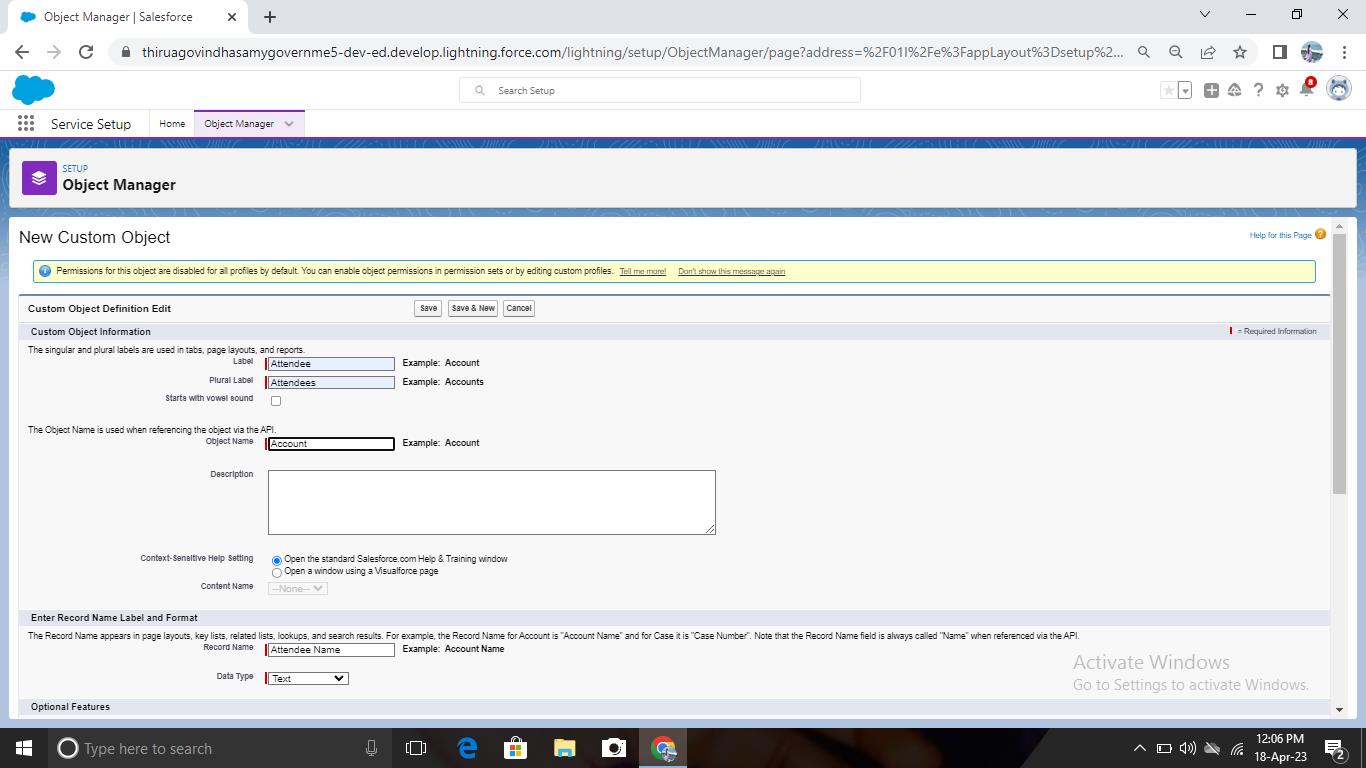 Object Manager | Salesforce
thiruagovindhasamygovernme5-dev-ed.develop.lightning.force.com/lightning/setup/ObjectManager/page?address=%2F01I%2Fe%3FappLayout%3Dsetup%2...
Search Setup
8
Service Setup Home Object Manager
SETUP
Object Manager
New Custom Object
Help for this Page
Permissions for this object are disabled for all profiles by default. You can enable object permissions in permission sets or by editing custom profiles. Tell me more! Don't show this message again
Custom Object Definition Edit Save Save & New Cancel
Custom Object Information
= Required Information
The singular and plural labels are used in tabs, page layouts, and reports.
Label Attendee Example: Account
Plural Label Attendees Example: Accounts
Starts with vowel sound
The Object Name is used when referencing the object via the API.
Object Name Account Example: Account
Description
Context-Sensitive Help Setting Open the standard Salesforce.com Help & Training window
Open a window using a Visualforce page
Content Name --None--
Enter Record Name Label and Format
The Record Name appears in page layouts, key lists, related lists, lookups, and search results. For example, the Record Name for Account is "Account Name" and for Case it is "Case Number". Note that the Record Name field is always called "Name" when referenced via the API.
Record Name Attendee Name Example: Account Name
Data Type Text
Optional Features
Activate Windows
Go to Settings to activate Windows.
Type here to search
12:06 PM
18-Apr-23
2